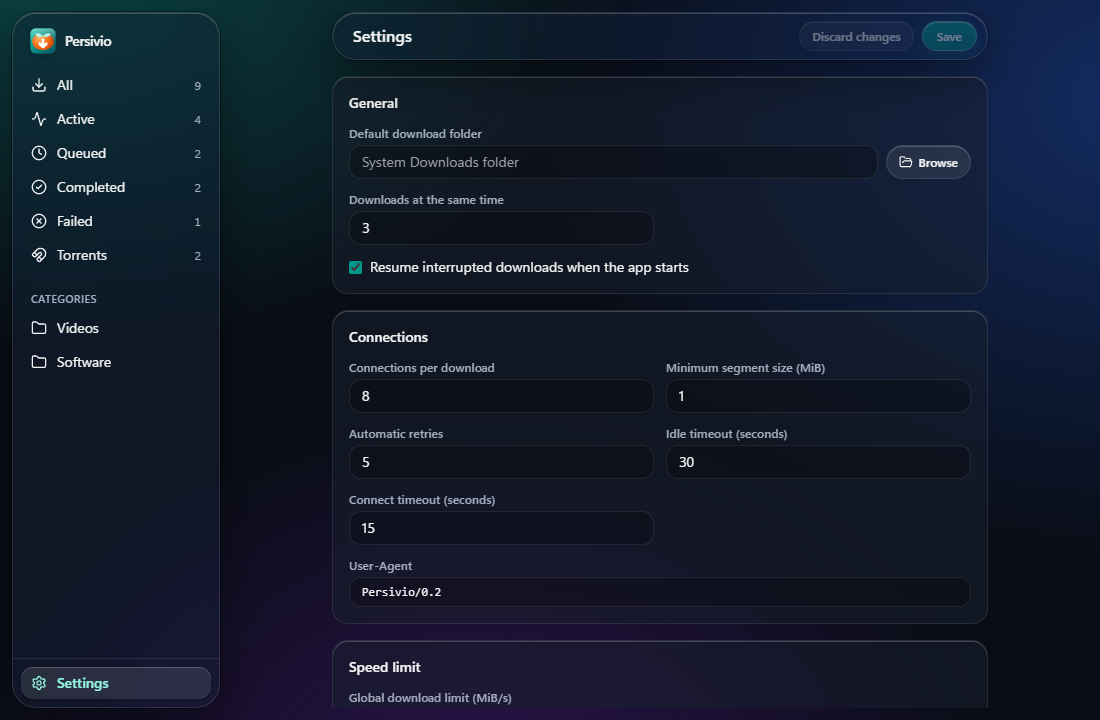 Persivio
All 9
Active 4
Queued 2
Completed 2
Failed 1
Torrents 2
CATEGORIES
Videos
Software
Settings
Settings
Discard changes
Save
General
Default download folder
System Downloads folder
Browse
Downloads at the same time
3
Resume interrupted downloads when the app starts
Connections
Connections per download
Minimum segment size (MiB)
8
1
Automatic retries
Idle timeout (seconds)
5
30
Connect timeout (seconds)
15
User-Agent
Persivio/0.2
Speed limit
Global download limit (MiB/s)